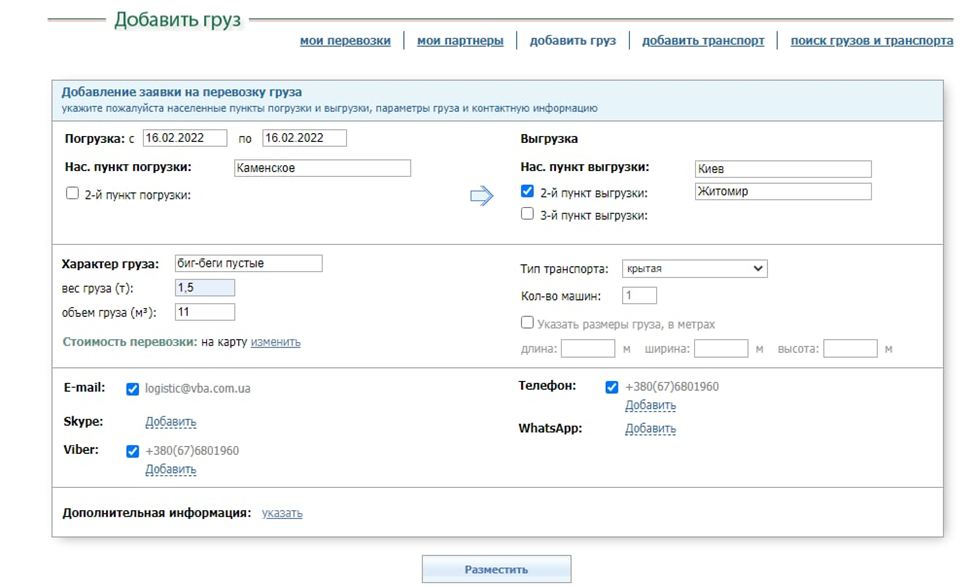 Добавить груз
мои перевозки | мои партнеры | добавить груз | добавить транспорт | поиск грузов и транспорта
Добавление заявки на перевозку груза
укажите пожалуйста населенные пункты погрузки и выгрузки, параметры груза и контактную информацию
Погрузка: с 16.02.2022 по 16.02.2022
Нас. пункт погрузки: Каменское
2-й пункт погрузки:
Выгрузка
Нас. пункт выгрузки: Киев
2-й пункт выгрузки: Житомир
3-й пункт выгрузки:
Характер груза: биг-беги пустые
вес груза (т): 1,5
объем груза (м³): 11
Стоимость перевозки: на карту изменить
Тип транспорта: крытая
Кол-во машин: 1
Указать размеры груза, в метрах
длина: м ширина: м высота: м
E-mail: logistic@vba.com.ua
Skype: Добавить
Viber: +380(67)6801960
Добавить
Телефон: +380(67)6801960
Добавить
WhatsApp: Добавить
Дополнительная информация: указать
Разместить